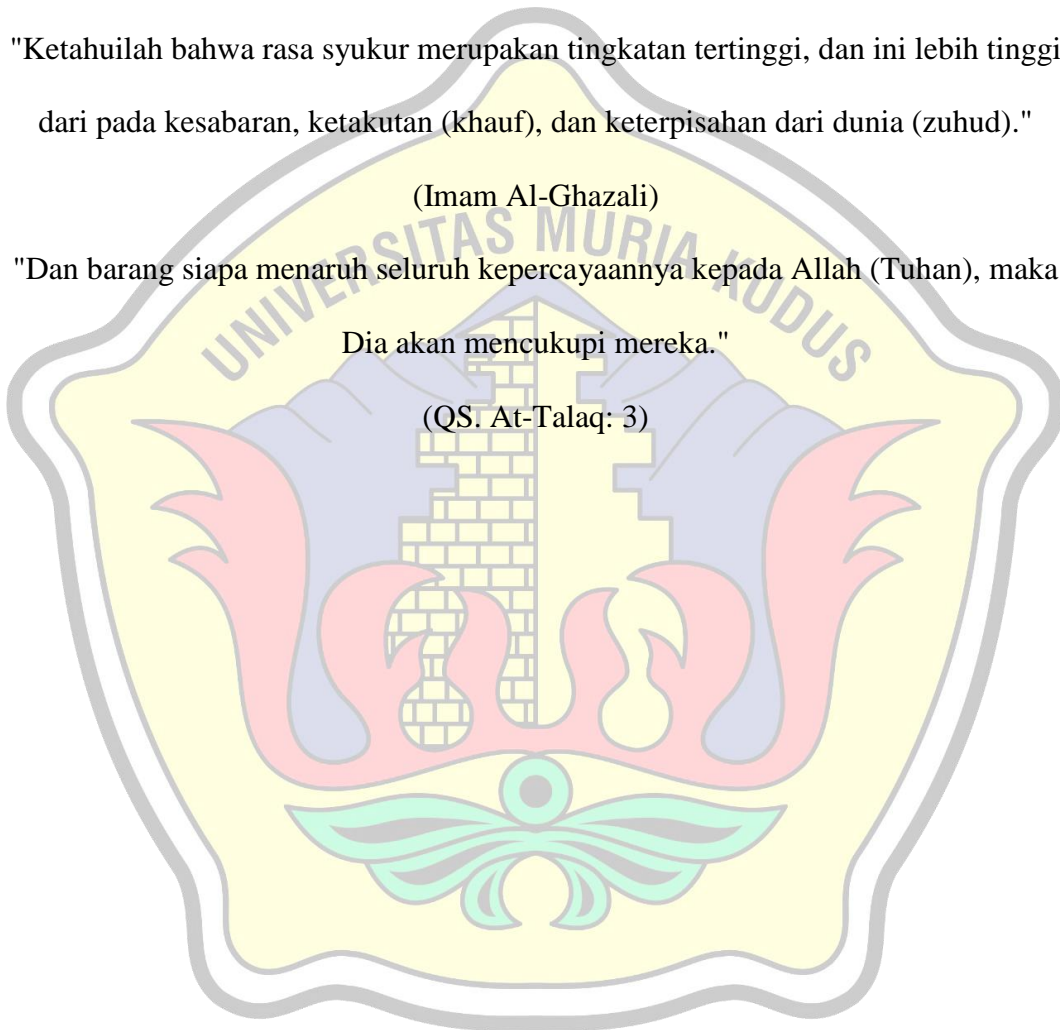 "Ketahuilah bahwa rasa syukur merupakan tingkatan tertinggi, dan ini lebih tinggi
dari pada kesabaran, ketakutan (khauf), dan keterpisahan dari dunia (zuhud)."
(Imam Al-Ghazali)
UNIVERSITAS MURIA KUDUS
"Dan barang siapa menaruh seluruh kepercayaannya kepada Allah (Tuhan), maka
Dia akan mencukupi mereka."
(QS. At-Talaq: 3)